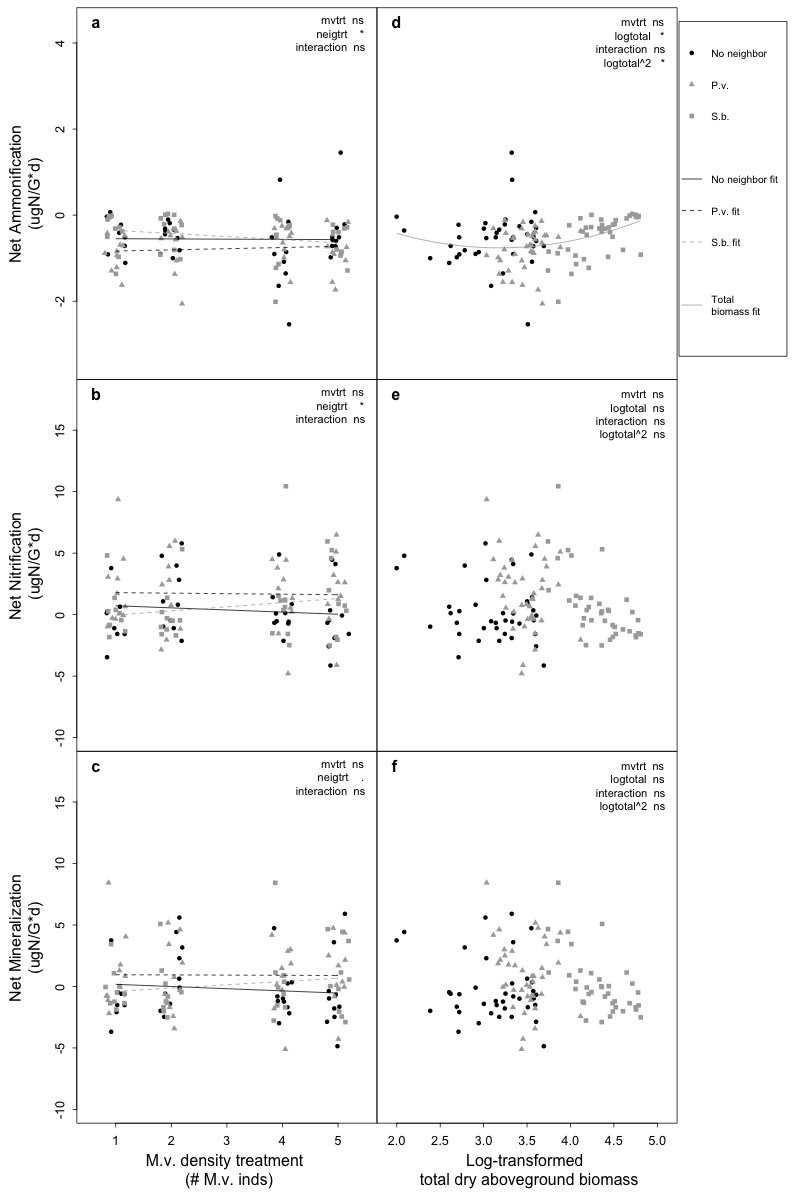 a
mvtrt ns
neigtrt *
interaction ns
4
2
0
-2
Net Ammonification
(ugN/G*d)
d
mvtrt ns
logtotal *
interaction ns
logtotal^2 *
No neighbor
P.v.
S.b.
No neighbor fit
P.v. fit
S.b. fit
Total
biomass fit
b
mvtrt ns
neigtrt *
interaction ns
15
10
5
0
-5
-10
Net Nitrification
(ugN/G*d)
e
mvtrt ns
logtotal ns
interaction ns
logtotal^2 ns
c
mvtrt ns
neigtrt .
interaction ns
15
10
5
0
-5
-10
Net Mineralization
(ugN/G*d)
f
mvtrt ns
logtotal ns
interaction ns
logtotal^2 ns
1 2 3 4 5
M.v. density treatment
(# M.v. inds)
2.0 2.5 3.0 3.5 4.0 4.5 5.0
Log-transformed
total dry aboveground biomass